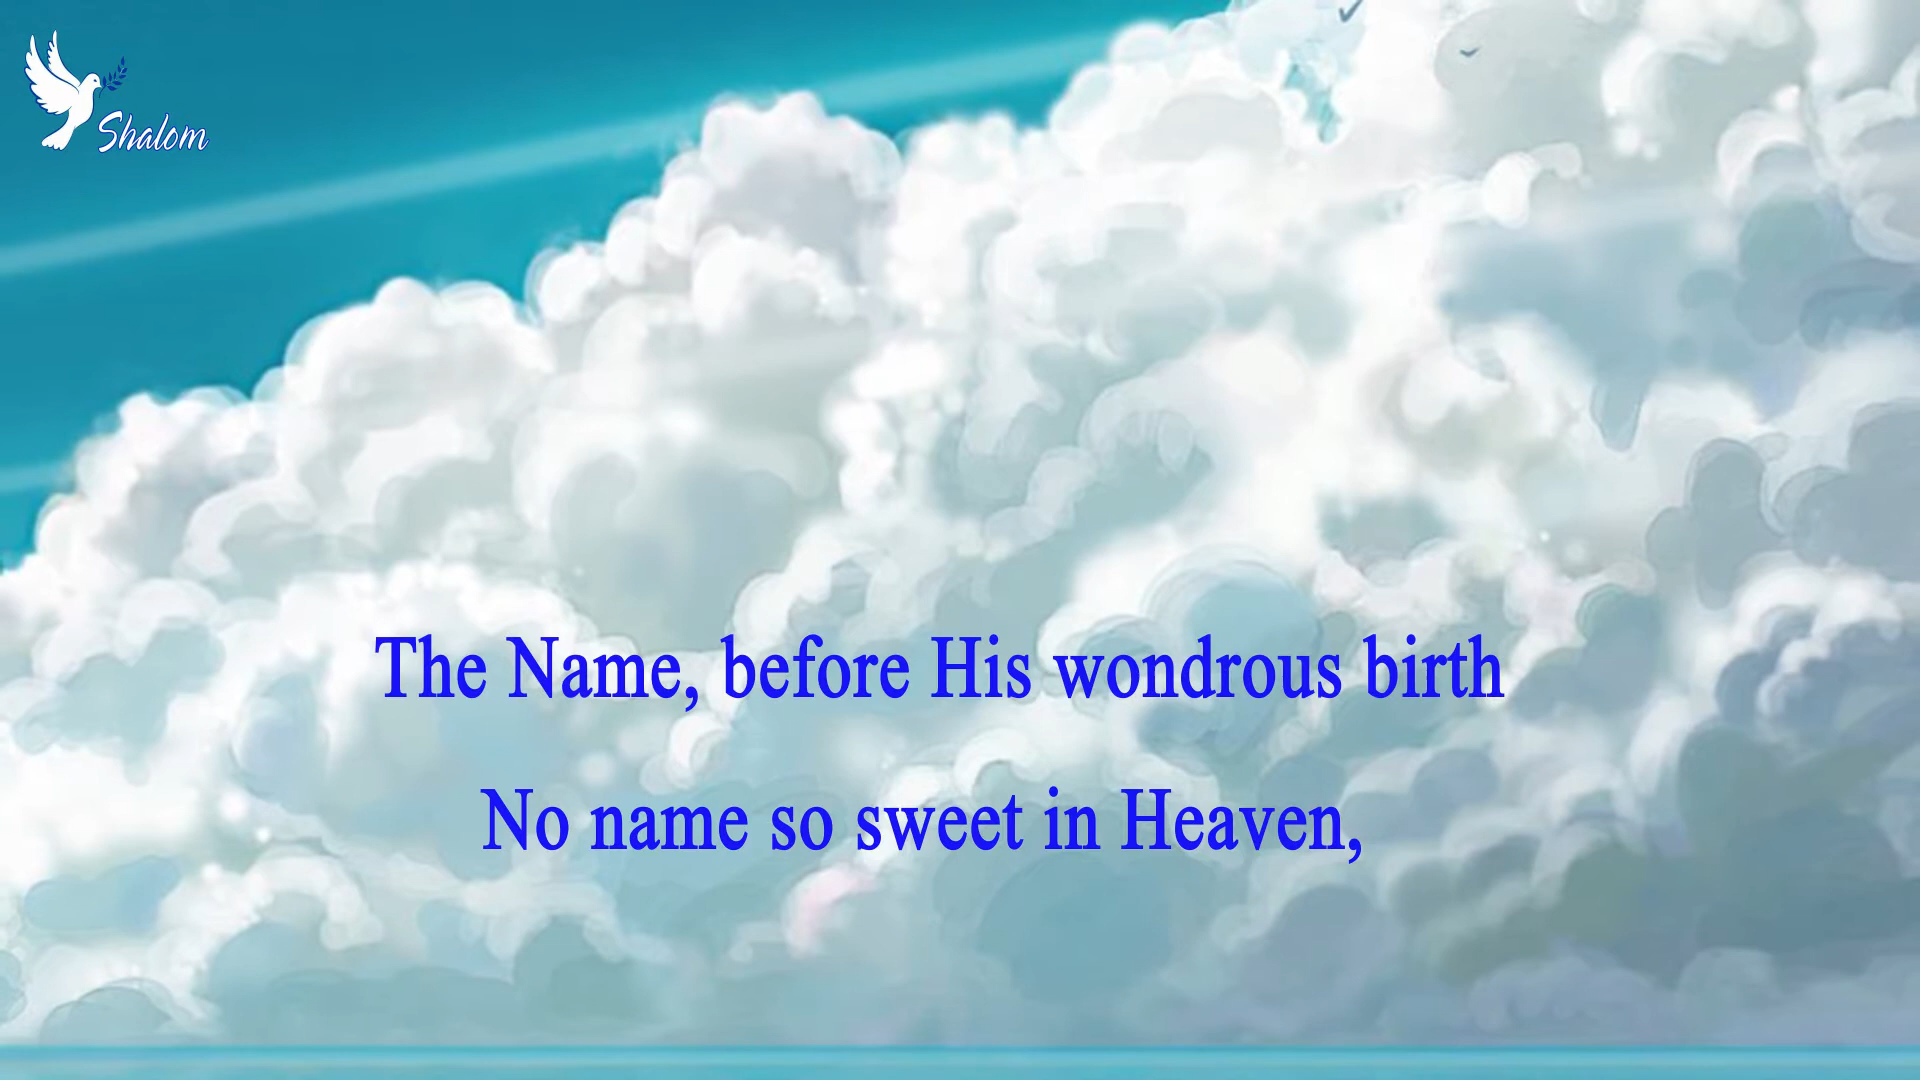 Shalom
The Name, before His wondrous birth
No name so sweet in Heaven,